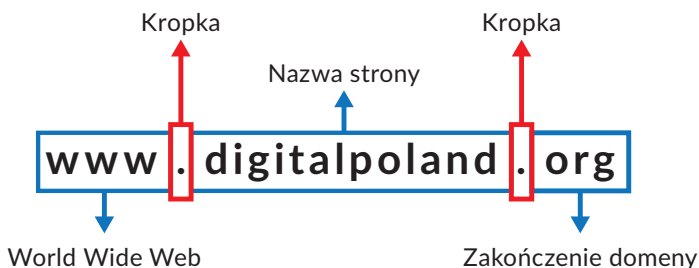 Kropka Kropka
Nazwa strony
www.digitalpoland.org
World Wide Web Zakończenie domeny